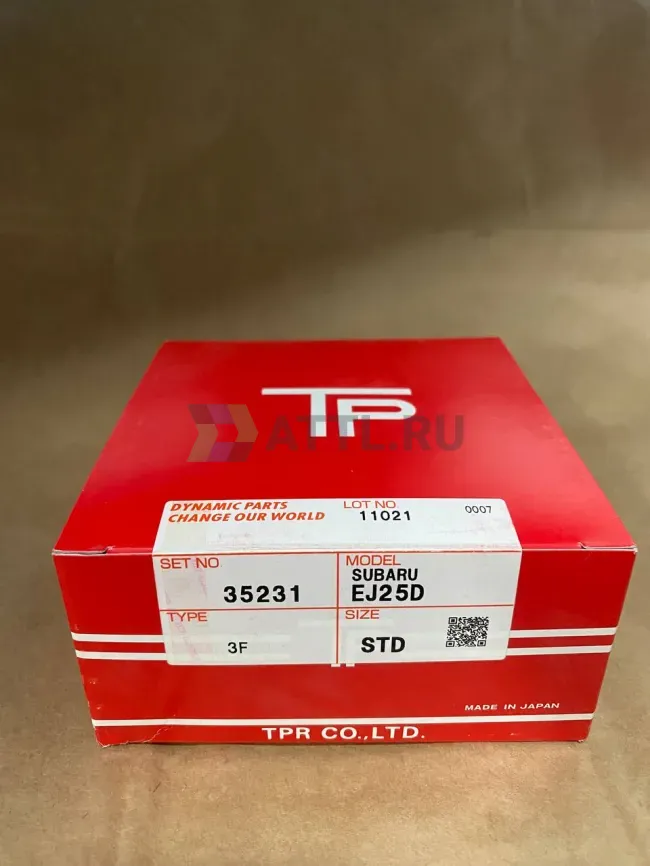 TP
ATTL.RU
DYNAMIC PARTS
CHANGE OUR WORLD
LOT NO.
11021
0007
SET NO.
35231
MODEL
SUBARU
EJ25D
TYPE
3F
SIZE
STD
MADE IN JAPAN
TPR CO.,LTD.